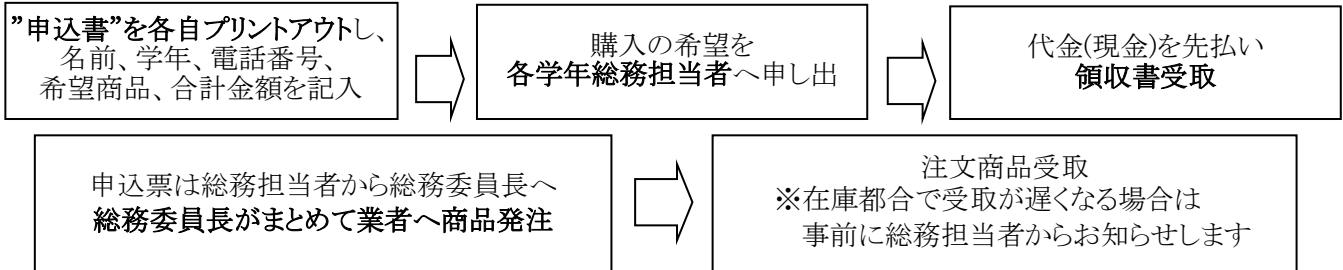 ”申込書”を各自プリントアウトし、
名前、学年、電話番号、
希望商品、合計金額を記入
購入の希望を
各学年総務担当者へ申し出
代金(現金)を先払い
領収書受取
申込票は総務担当者から総務委員長へ
総務委員長がまとめて業者へ商品発注
注文商品受取
※在庫都合で受取が遅くなる場合は
事前に総務担当者からお知らせします